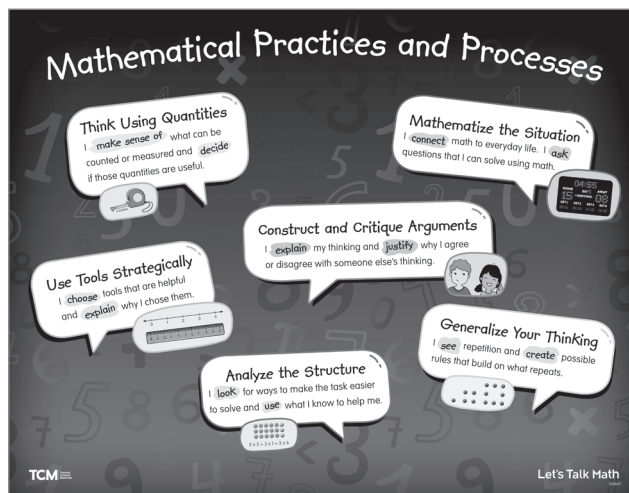 Mathematical Practices and Processes
Think Using Quantities
I make sense of what can be
counted or measured and decide
if those quantities are useful.
Mathematize the Situation
I connect math to everyday life. I ask
questions that I can solve using math.
Construct and Critique Arguments
I explain my thinking and justify why I agree
or disagree with someone else's thinking.
Use Tools Strategically
I choose tools that are helpful
and explain why I chose them.
Generalize Your Thinking
I see repetition and create possible
rules that build on what repeats.
Analyze the Structure
I look for ways to make the task easier
to solve and use what I know to help me.
TCM
Let's Talk Math